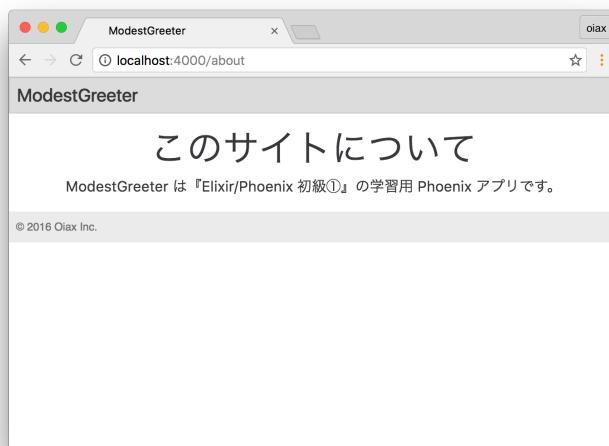 ModestGreeter
oiax
localhost:4000/about
ModestGreeter
このサイトについて
ModestGreeter は『Elixir/Phoenix 初級①』の学習用 Phoenix アプリです。
© 2016 Oiax Inc.